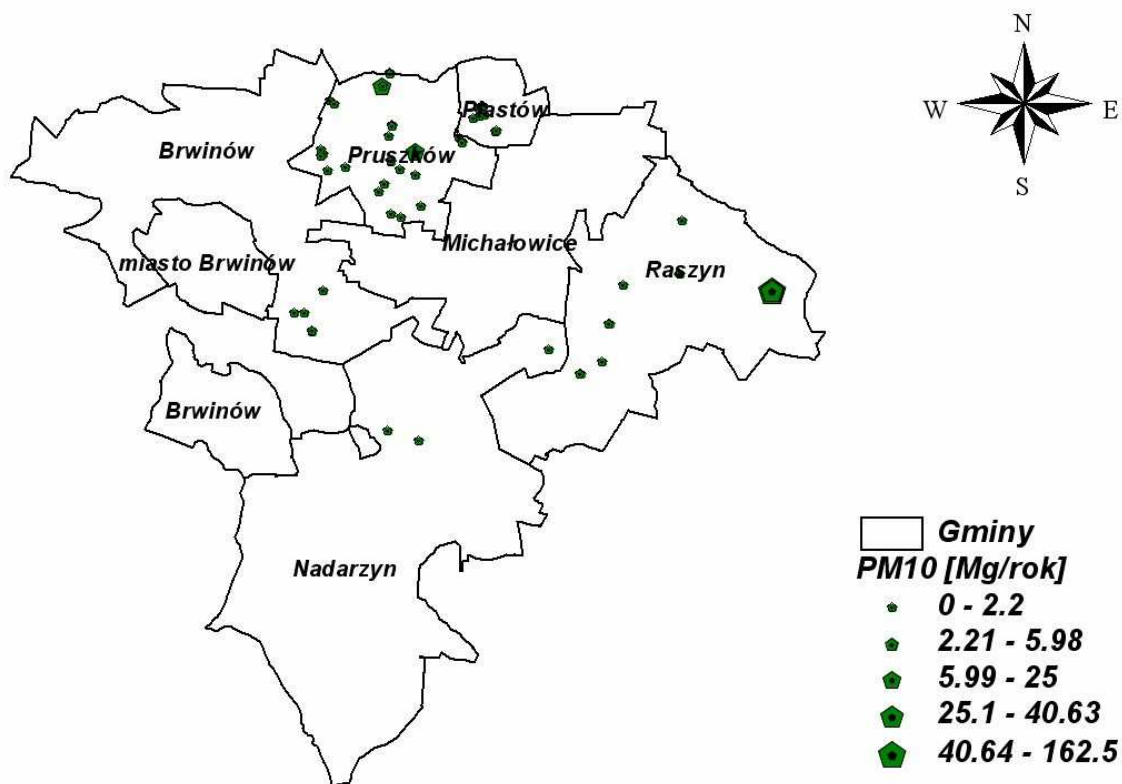 N
W E
S
Piastów
Brwinów
Pruszków
Michałowice
miasto Brwinów
Raszyn
Brwinów
Nadarzyn
Gminy
PM10 [Mg/rok]
0 - 2.2
2.21 - 5.98
5.99 - 25
25.1 - 40.63
40.64 - 162.5